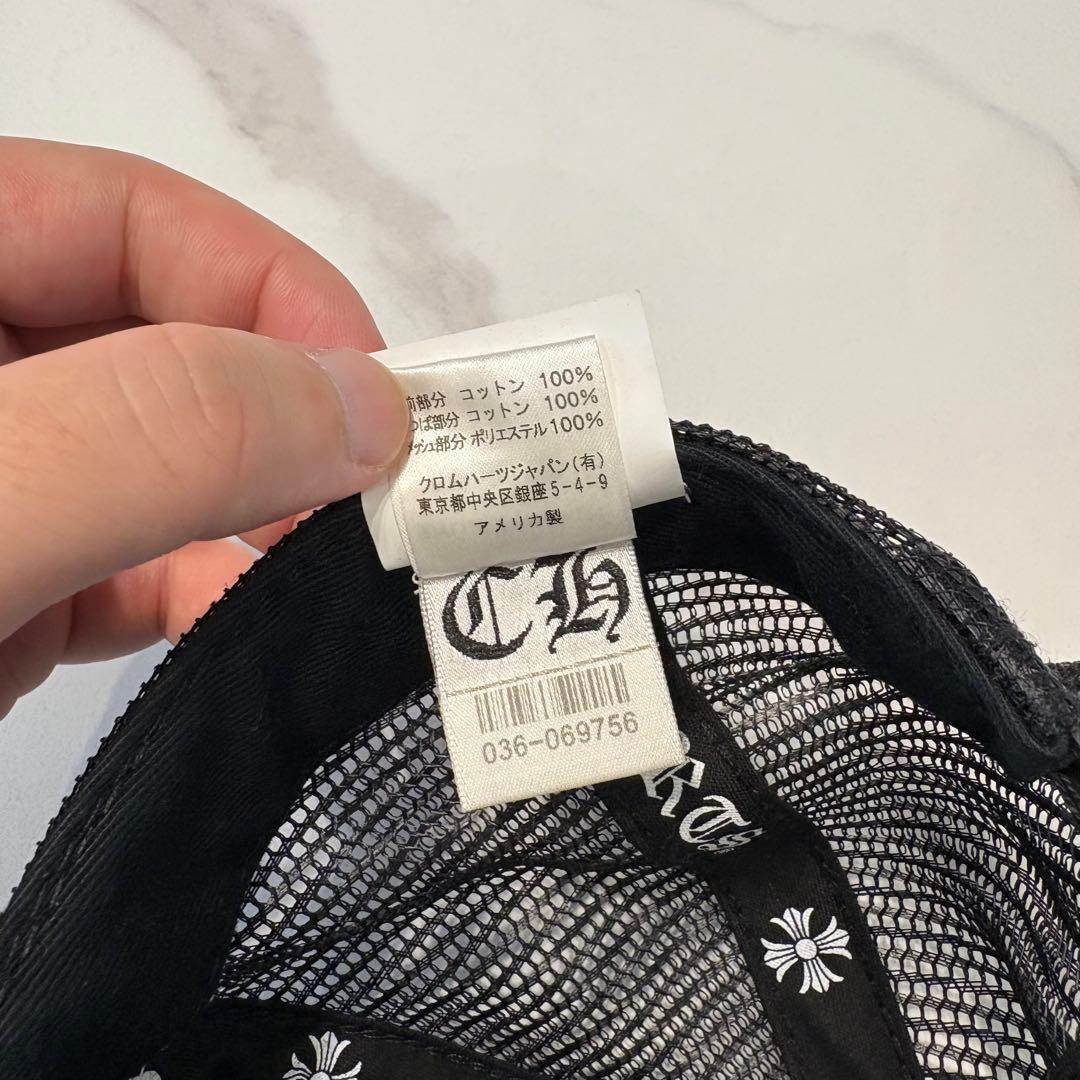 部分 コットン 100%
つば部分 コットン 100%
メッシュ部分 ポリエステル100%
クロムハーツジャパン(有)
東京都中央区銀座5-4-9
アメリカ製
CH
036-069756
RTS